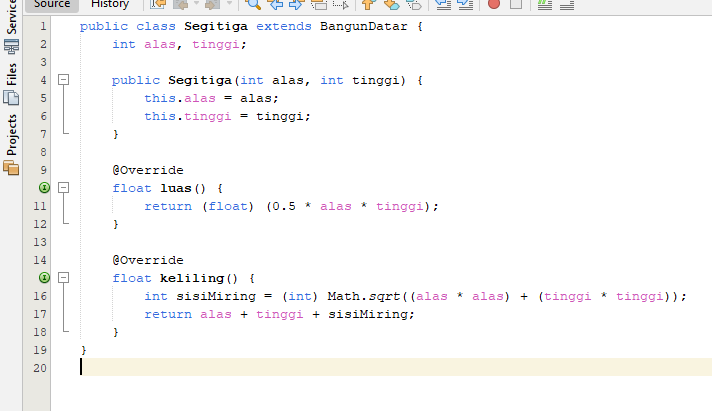 Source History
Services
Files
Projects
1 public class Segitiga extends BangunDatar {
2     int alas, tinggi;
3
4     public Segitiga(int alas, int tinggi) {
5         this.alas = alas;
6         this.tinggi = tinggi;
7     }
8
9     @Override
float luas() {
11         return (float) (0.5 * alas * tinggi);
12     }
13
14     @Override
float keliling() {
16         int sisiMiring = (int) Math.sqrt((alas * alas) + (tinggi * tinggi));
17         return alas + tinggi + sisiMiring;
18     }
19 }
20